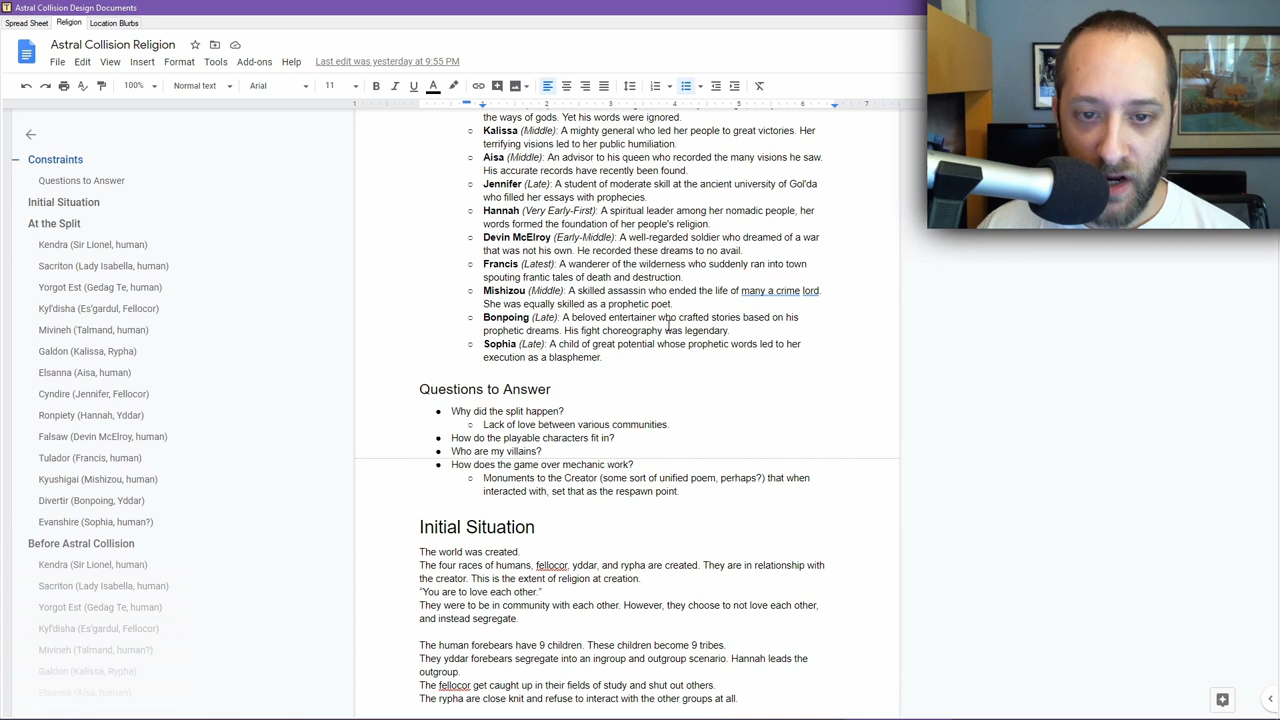 Astral Collision Design Documents
Spread Sheet Religion Location Blurbs
Astral Collision Religion
File Edit View Insert Format Tools Add-ons Help Last edit was yesterday at 9:55 PM
100% Normal text Arial 11 B I U A
1 1 2 3 4 5 6 7
Constraints
Questions to Answer
Initial Situation
At the Split
Kendra (Sir Lionel, human)
Sacriton (Lady Isabella, human)
Yorgot Est (Gedag Te, human)
Kyl'disha (Es'gardul, Fellocor)
Mivineh (Talmand, human)
Galdon (Kalissa, Rypha)
Elsanna (Aisa, human)
Cyndire (Jennifer, Fellocor)
Ronpiety (Hannah, Yddar)
Falsaw (Devin McElroy, human)
Tulador (Francis, human)
Kyushigai (Mishizou, human)
Divertir (Bonpoing, Yddar)
Evanshire (Sophia, human?)
Before Astral Collision
Kendra (Sir Lionel, human)
Sacriton (Lady Isabella, human)
Yorgot Est (Gedag Te, human)
Kyl'disha (Es'gardul, Fellocor)
Mivineh (Talmand, human?)
Galdon (Kalissa, Rypha)
Elsanna (Aisa, human)
the ways of gods. Yet his words were ignored.
○ Kalissa (Middle): A mighty general who led her people to great victories. Her
terrifying visions led to her public humiliation.
○ Aisa (Middle): An advisor to his queen who recorded the many visions he saw.
His accurate records have recently been found.
○ Jennifer (Late): A student of moderate skill at the ancient university of Gol'da
who filled her essays with prophecies.
○ Hannah (Very Early-First): A spiritual leader among her nomadic people, her
words formed the foundation of her people's religion.
○ Devin McElroy (Early-Middle): A well-regarded soldier who dreamed of a war
that was not his own. He recorded these dreams to no avail.
○ Francis (Latest): A wanderer of the wilderness who suddenly ran into town
spouting frantic tales of death and destruction.
○ Mishizou (Middle): A skilled assassin who ended the life of many a crime lord.
She was equally skilled as a prophetic poet.
○ Bonpoing (Late): A beloved entertainer who crafted stories based on his
prophetic dreams. His fight choreography was legendary.
○ Sophia (Late): A child of great potential whose prophetic words led to her
execution as a blasphemer.
Questions to Answer
● Why did the split happen?
○ Lack of love between various communities.
● How do the playable characters fit in?
● Who are my villains?
● How does the game over mechanic work?
○ Monuments to the Creator (some sort of unified poem, perhaps?) that when
interacted with, set that as the respawn point.
Initial Situation
The world was created.
The four races of humans, fellocor, yddar, and rypha are created. They are in relationship with
the creator. This is the extent of religion at creation.
"You are to love each other."
They were to be in community with each other. However, they choose to not love each other,
and instead segregate.
The human forebears have 9 children. These children become 9 tribes.
They yddar forebears segregate into an ingroup and outgroup scenario. Hannah leads the
outgroup.
The fellocor get caught up in their fields of study and shut out others.
The rypha are close knit and refuse to interact with the other groups at all.